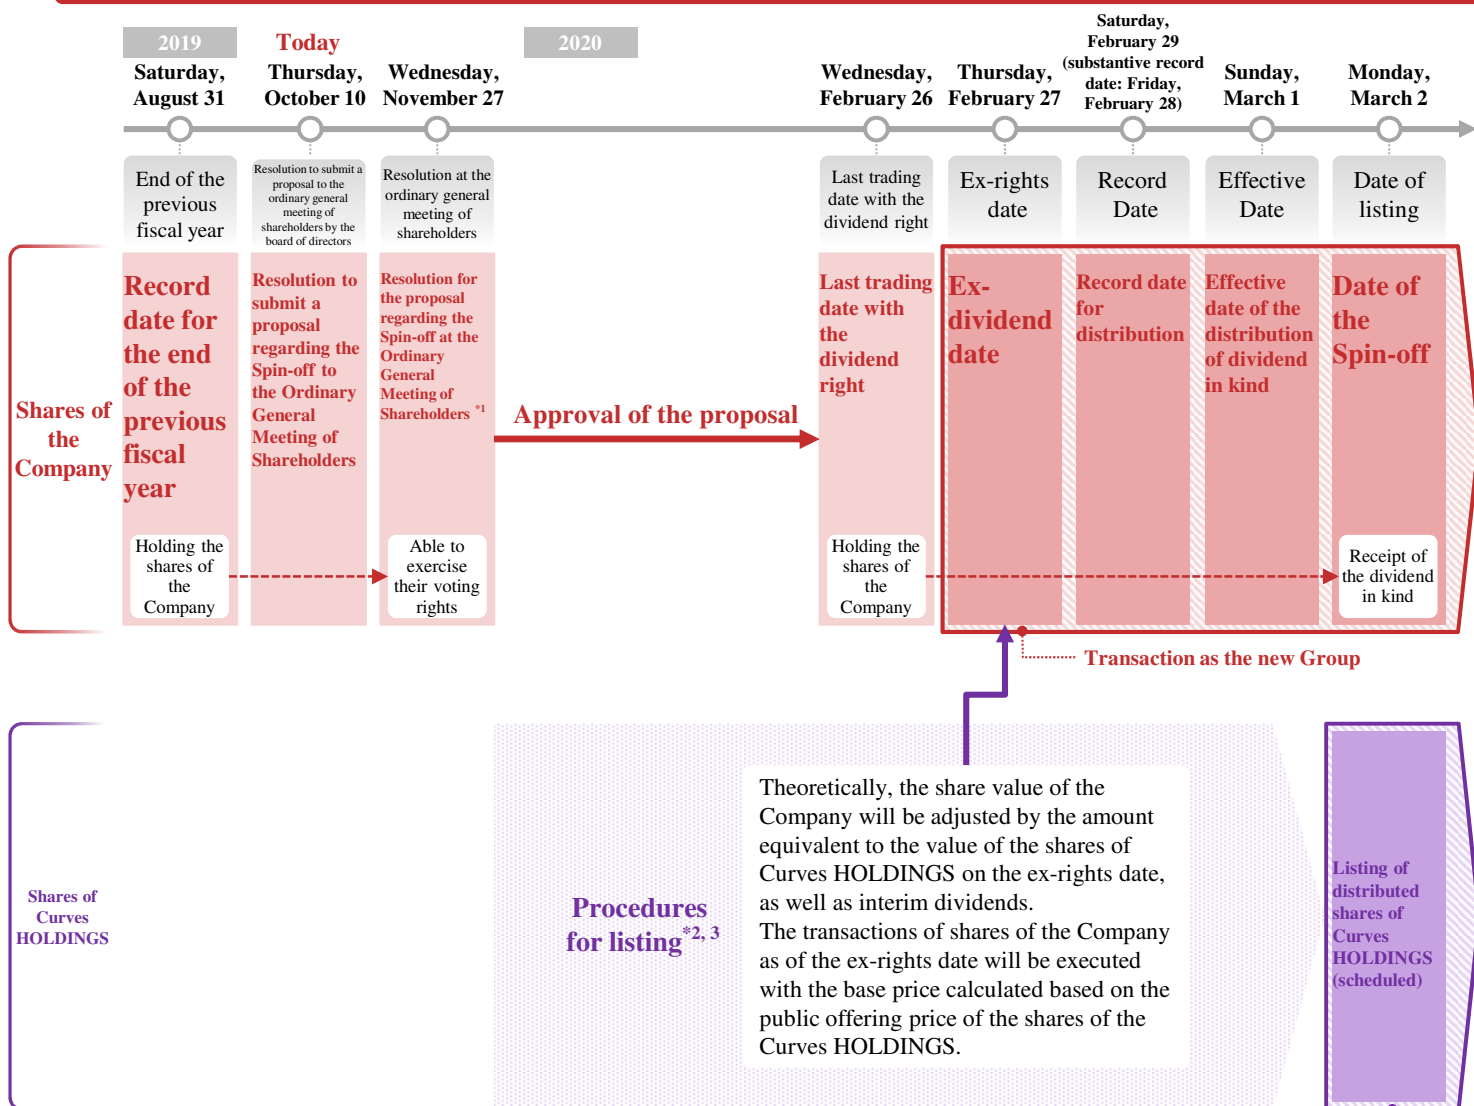 2019
Today
2020
Saturday,
August 31
Thursday,
October 10
Wednesday,
November 27
Wednesday,
February 26
Thursday,
February 27
Saturday,
February 29
(substantive record
date: Friday,
February 28)
Sunday,
March 1
Monday,
March 2
End of the
previous
fiscal year
Resolution to submit a
proposal to the
ordinary general
meeting of
shareholders by the
board of directors
Resolution at the
ordinary general
meeting of
shareholders
Last trading
date with the
dividend right
Ex-rights
date
Record
Date
Effective
Date
Date of
listing
Shares of
the
Company
Record
date for
the end
of the
previous
fiscal
year
Resolution to
submit a
proposal
regarding the
Spin-off to
the Ordinary
General
Meeting of
Shareholders
Resolution for
the proposal
regarding the
Spin-off at the
Ordinary
General
Meeting of
Shareholders *1
Approval of the proposal
Last trading
date with
the
dividend
right
Ex-
dividend
date
Record date
for
distribution
Effective
date of the
distribution
of dividend
in kind
Date of
the
Spin-off
Holding the
shares of
the
Company
Able to
exercise
their voting
rights
Holding the
shares of
the
Company
Receipt of
the dividend
in kind
Transaction as the new Group
Shares of
Curves
HOLDINGS
Procedures
for listing*2, 3
Theoretically, the share value of the
Company will be adjusted by the amount
equivalent to the value of the shares of
Curves HOLDINGS on the ex-rights date,
as well as interim dividends.
The transactions of shares of the Company
as of the ex-rights date will be executed
with the base price calculated based on the
public offering price of the shares of the
Curves HOLDINGS.
Listing of
distributed
shares of
Curves
HOLDINGS
(scheduled)